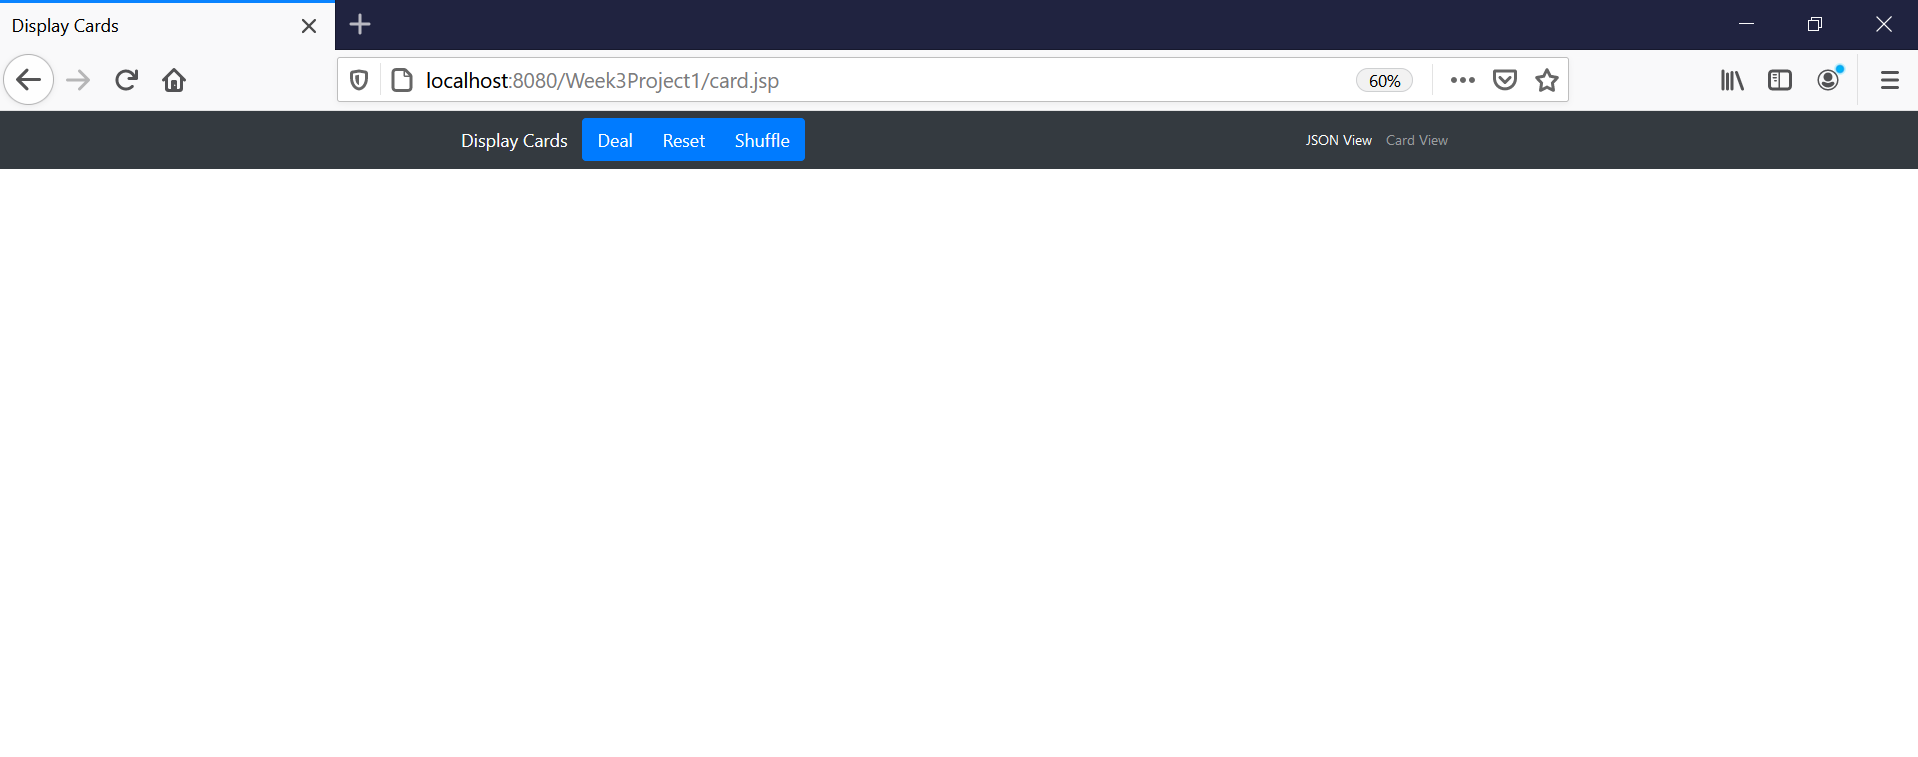 Display Cards
localhost:8080/Week3Project1/card.jsp 60%
Display Cards Deal Reset Shuffle JSON View Card View